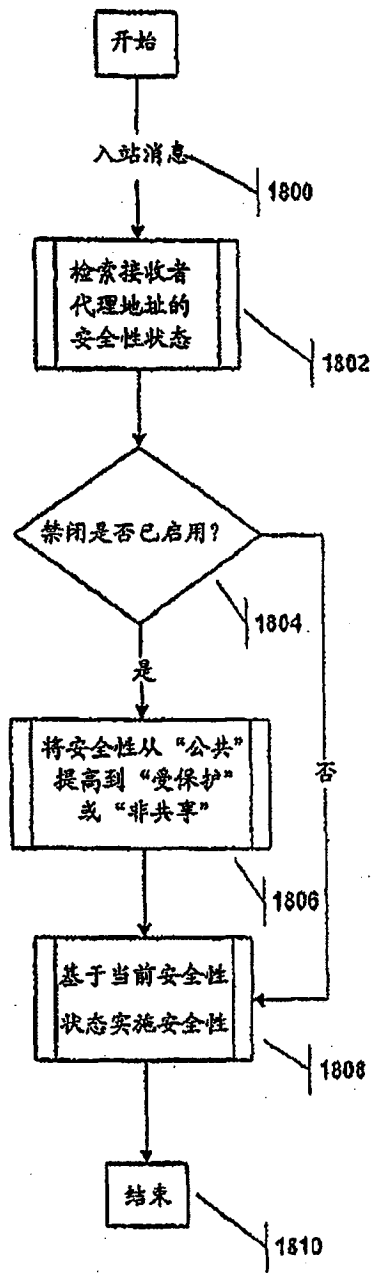 开始
入站消息
1800
检索接收者
代理地址的
安全性状态
1802
禁闭是否已启用?
1804
是
将安全性从“公共”
提高到“受保护”
或“非共享”
否
1806
基于当前安全性
状态实施安全性
1808
结束
1810